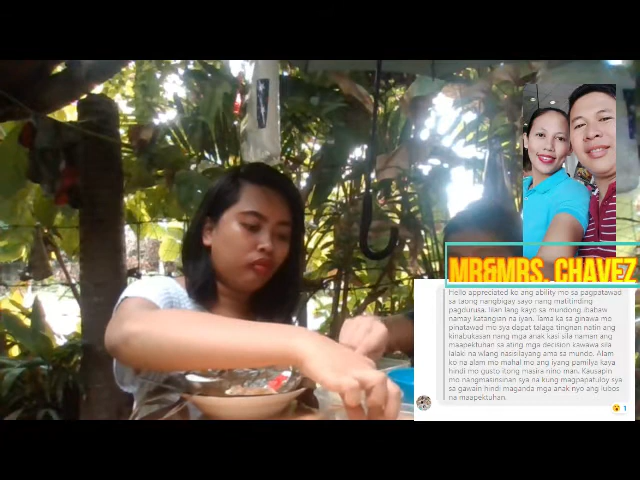 MR&MRS. CHAVEZ
Hello appreciated ko ang ability mo sa pagpatawad
sa taong nangbigay sayo nang matitinding
pagdurusa. Iilan lang kayo sa mundong ibabaw
namay katangian na iyan. Tama ka sa ginawa mo
pinatawad mo sya dapat talaga tingnan natin ang
kinabukasan nang mga anak kasi sila naman ang
maapektuhan sa ating mga decision kawawa sila
lalaki na wlang nasisilayang ama sa mundo. Alam
ko na alam mo mahal mo ang iyang pamilya kaya
hindi mo gusto itong masira nino man. Kausapin
mo nangmasinsinan sya na kung magpapatuloy sya
sa gawain hindi maganda mga anak nyo ang lubos
na maapektuhan.
1